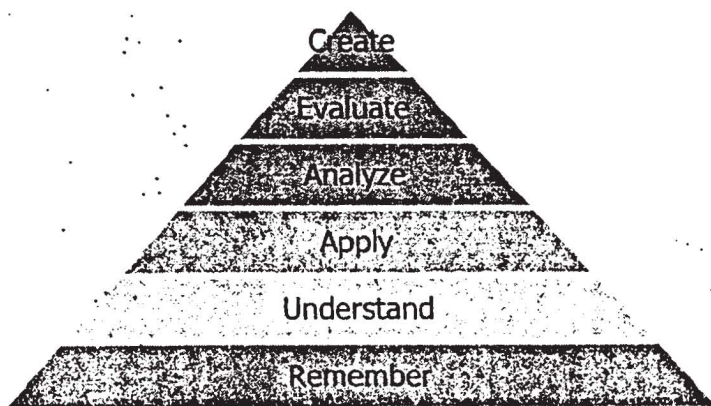 Create
Evaluate
Analyze
Apply
Understand
Remember